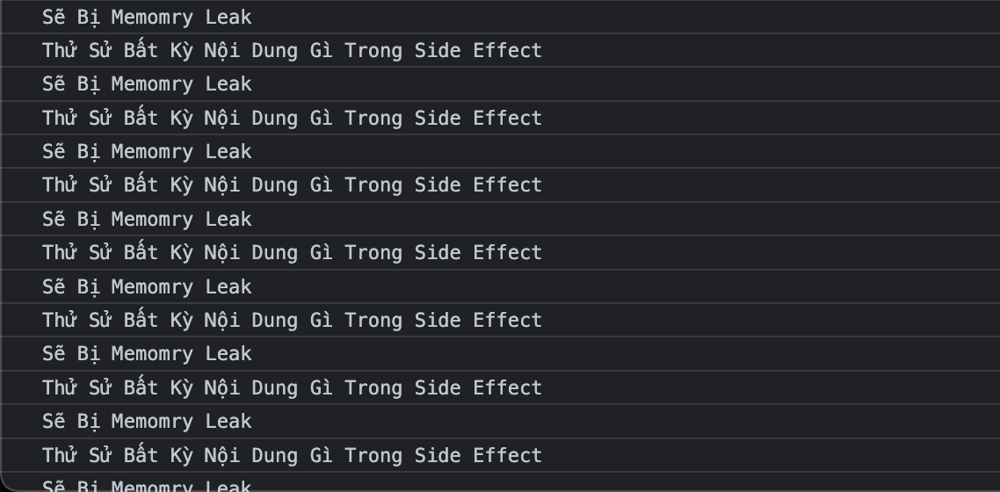 Sẽ Bị Memomry Leak
Thử Sử Bất Kỳ Nội Dung Gì Trong Side Effect
Sẽ Bị Memomry Leak
Thử Sử Bất Kỳ Nội Dung Gì Trong Side Effect
Sẽ Bị Memomry Leak
Thử Sử Bất Kỳ Nội Dung Gì Trong Side Effect
Sẽ Bị Memomry Leak
Thử Sử Bất Kỳ Nội Dung Gì Trong Side Effect
Sẽ Bị Memomry Leak
Thử Sử Bất Kỳ Nội Dung Gì Trong Side Effect
Sẽ Bị Memomry Leak
Thử Sử Bất Kỳ Nội Dung Gì Trong Side Effect
Sẽ Bị Memomry Leak
Thử Sử Bất Kỳ Nội Dung Gì Trong Side Effect
Sẽ Bị Memomry Leak